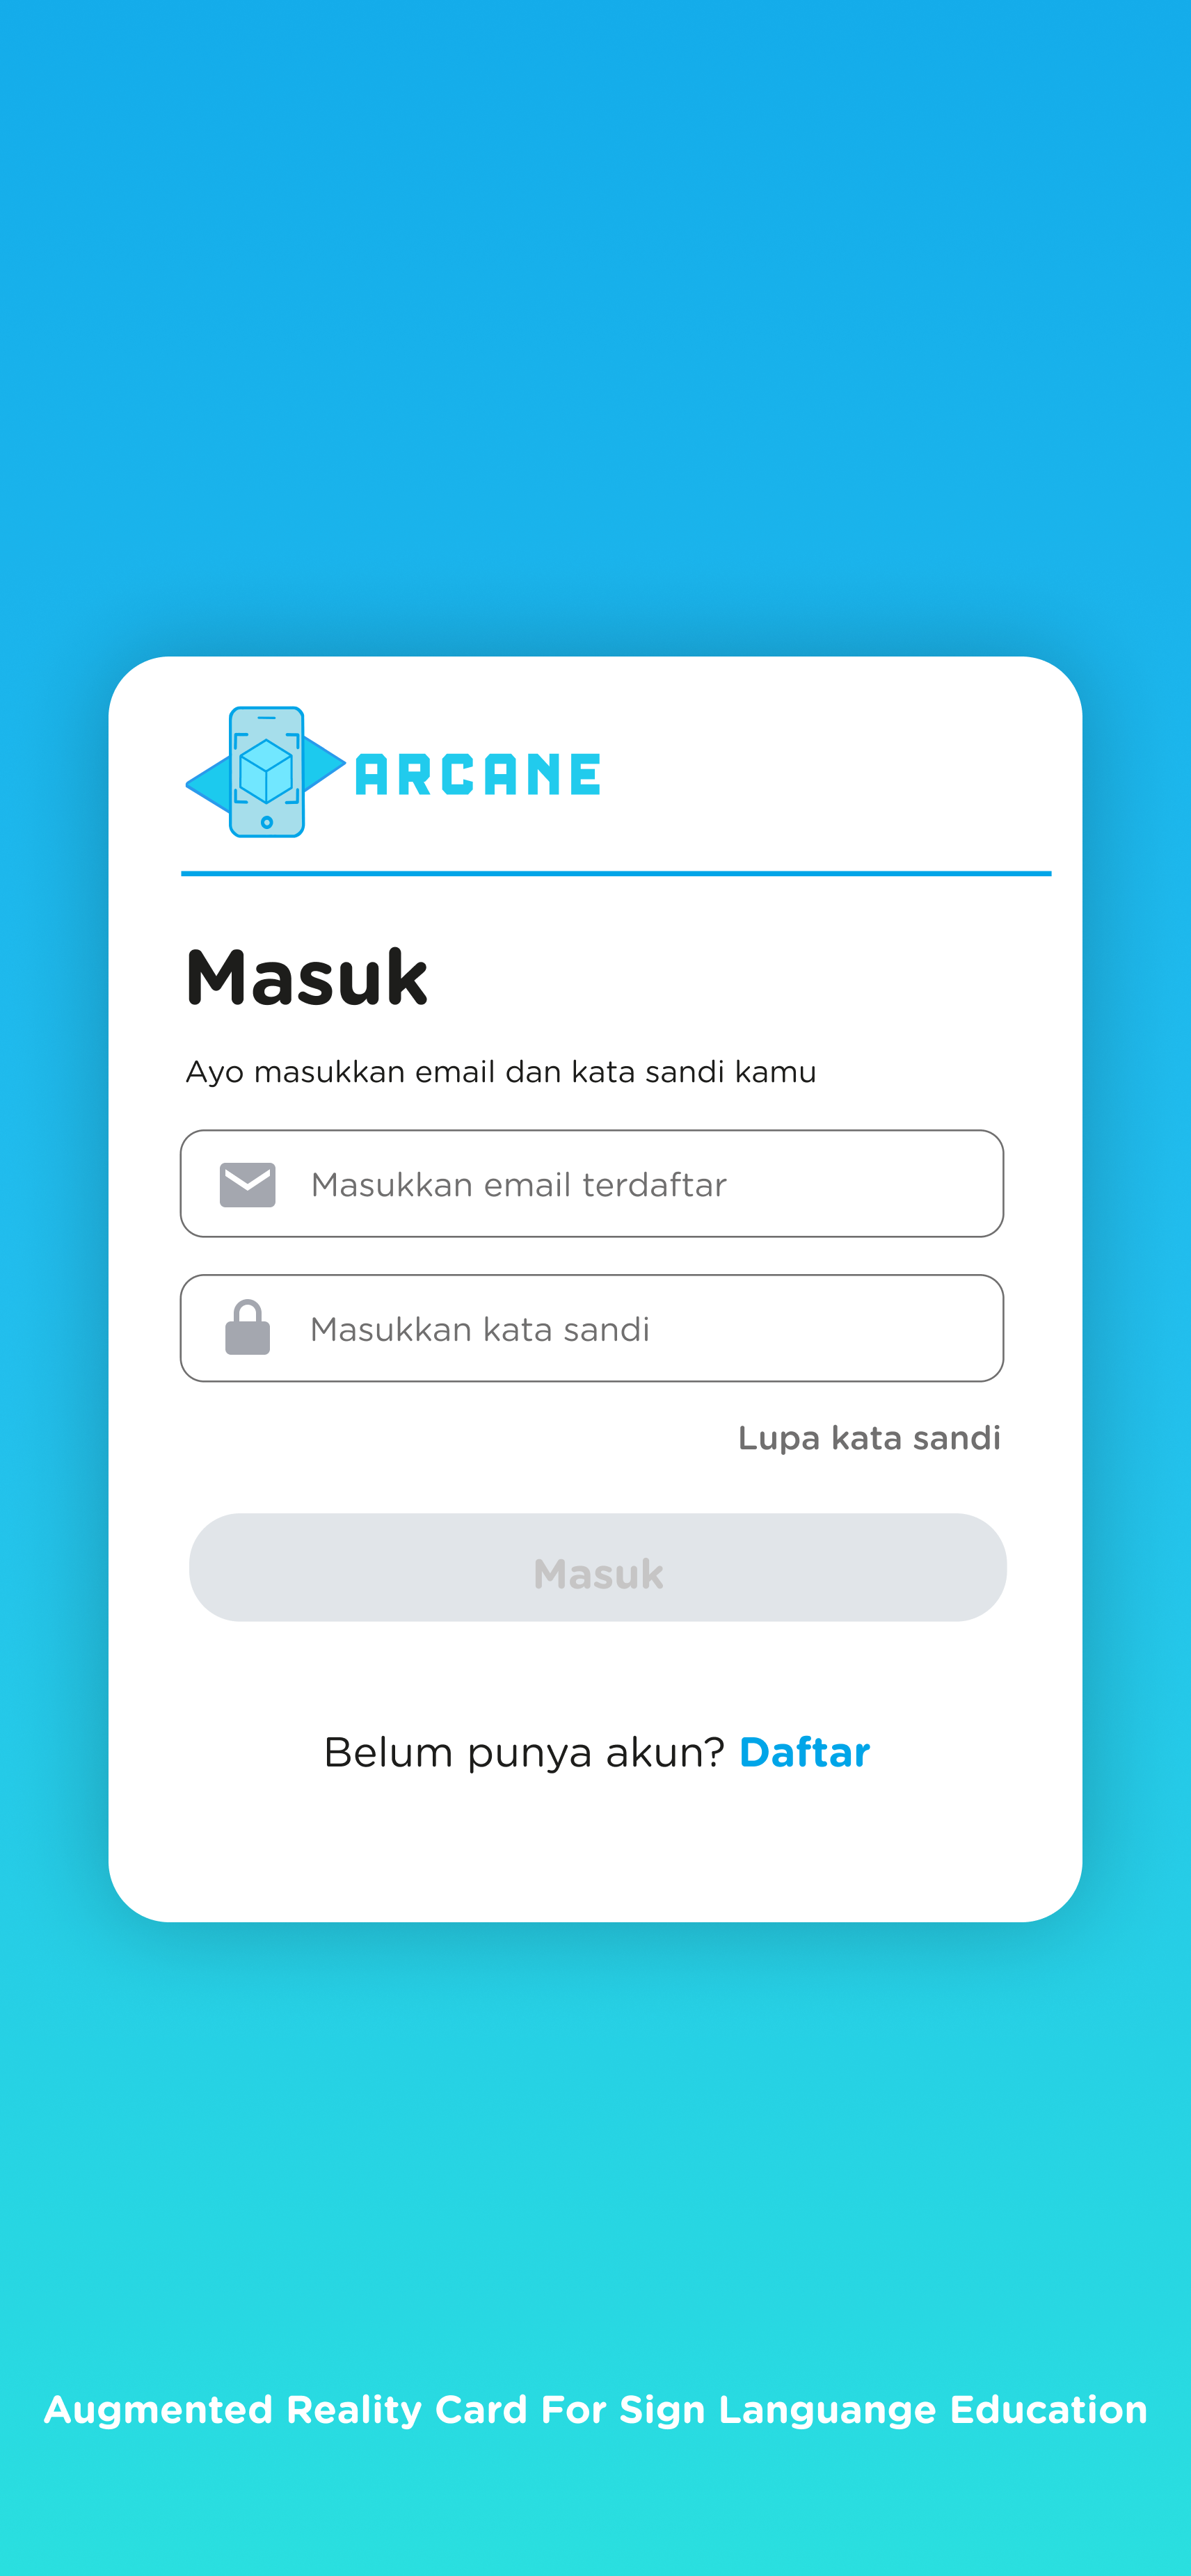 ARCANE
Masuk
Ayo masukkan email dan kata sandi kamu
Masukkan email terdaftar
Masukkan kata sandi
Lupa kata sandi
Masuk
Belum punya akun? Daftar
Augmented Reality Card For Sign Languange Education